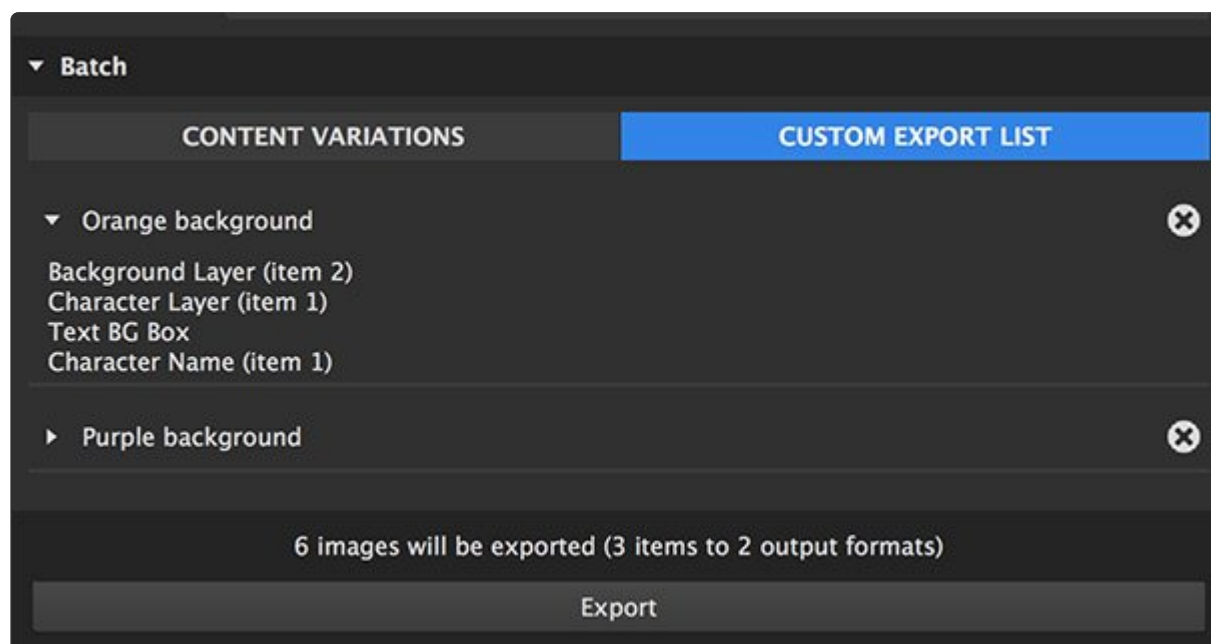 Batch
CONTENT VARIATIONS
CUSTOM EXPORT LIST
Orange background
Background Layer (item 2)
Character Layer (item 1)
Text BG Box
Character Name (item 1)
Purple background
6 images will be exported (3 items to 2 output formats)
Export